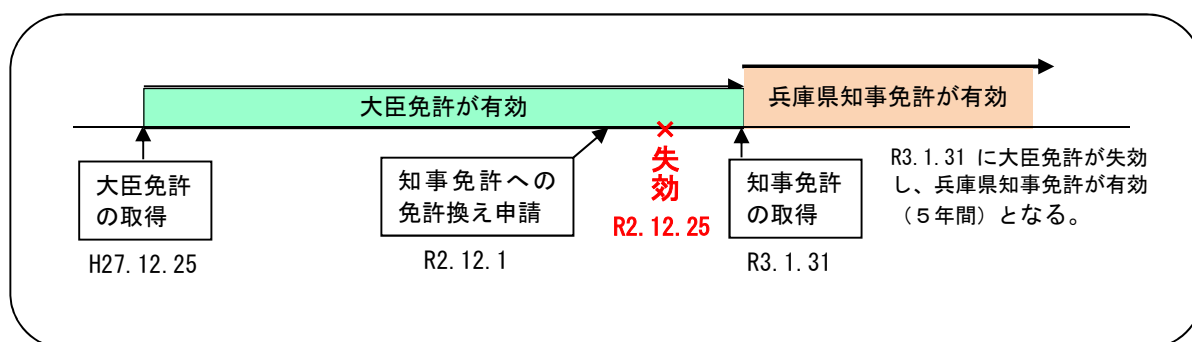 大臣免許が有効
兵庫県知事免許が有効
大臣免許
の取得
H27.12.25
知事免許への
免許換え申請
R2.12.1
×
失
効
R2.12.25
知事免許
の取得
R3.1.31
R3.1.31 に大臣免許が失効
し、兵庫県知事免許が有効
（５年間）となる。